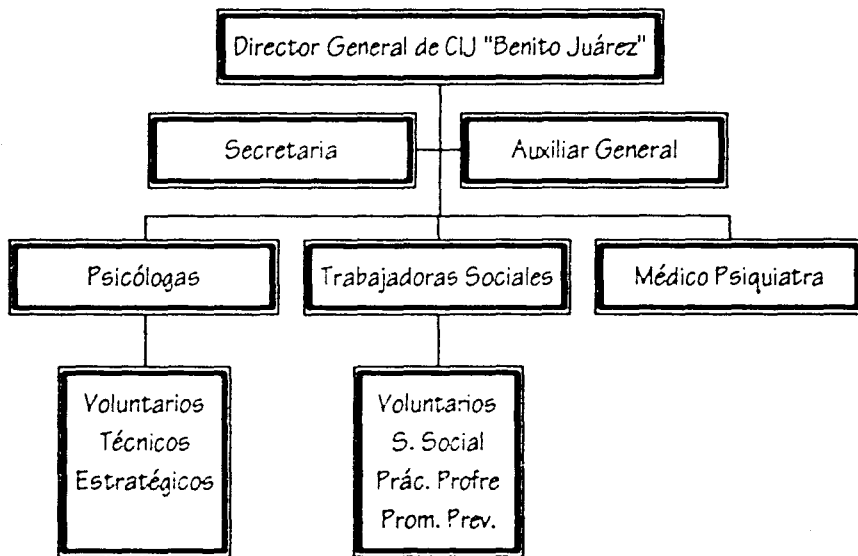 Director General de CIJ "Benito Juárez"
Secretaria
Auxiliar General
Psicólogas
Trabajadoras Sociales
Médico Psiquiatra
Voluntarios
Técnicos
Estratégicos
Voluntarios
S. Social
Prác. Profre
Prom. Prev.